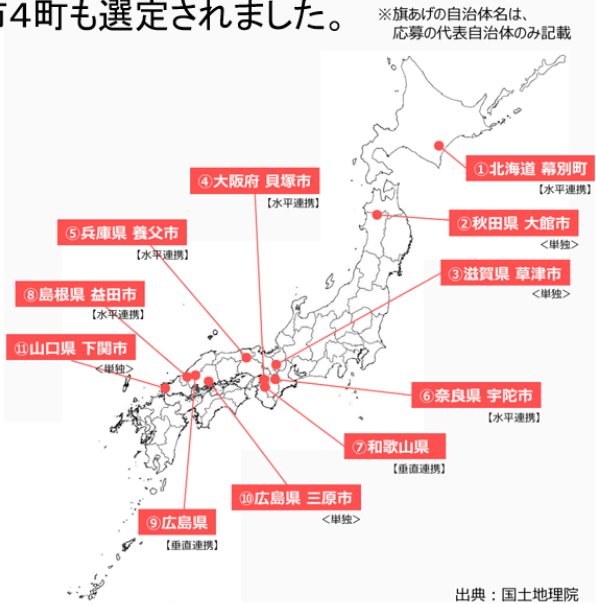 市4町も選定されました。
※旗あげの自治体名は、
応募の代表自治体のみ記載
①北海道 幕別町
【水平連携】
④大阪府 貝塚市
【水平連携】
②秋田県 大館市
<単独>
⑤兵庫県 養父市
【水平連携】
③滋賀県 草津市
<単独>
⑧島根県 益田市
【水平連携】
⑪山口県 下関市
<単独>
⑥奈良県 宇陀市
【水平連携】
⑦和歌山県
【垂直連携】
⑩広島県 三原市
<単独>
⑨広島県
【垂直連携】
出典：国土地理院